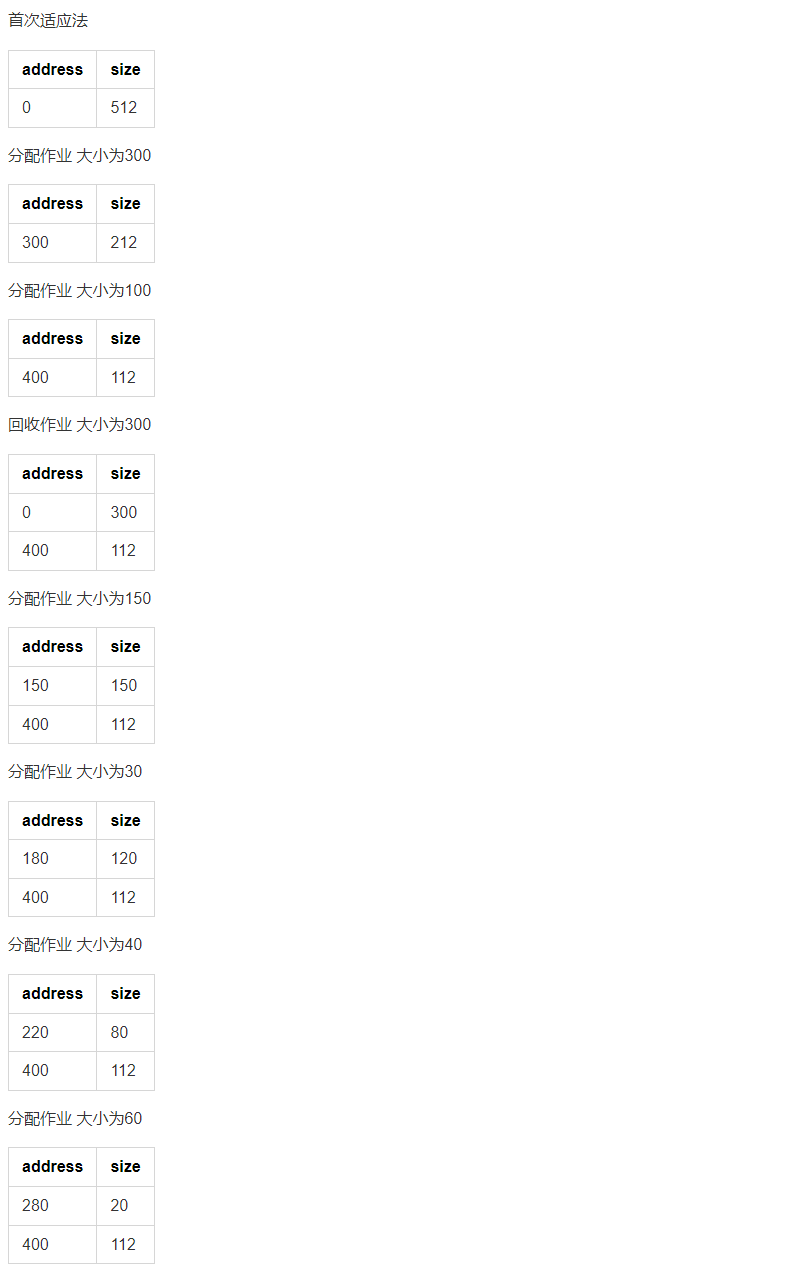 首次适应法
address size
0 512
分配作业 大小为300
address size
300 212
分配作业 大小为100
address size
400 112
回收作业 大小为300
address size
0 300
400 112
分配作业 大小为150
address size
150 150
400 112
分配作业 大小为30
address size
180 120
400 112
分配作业 大小为40
address size
220 80
400 112
分配作业 大小为60
address size
280 20
400 112